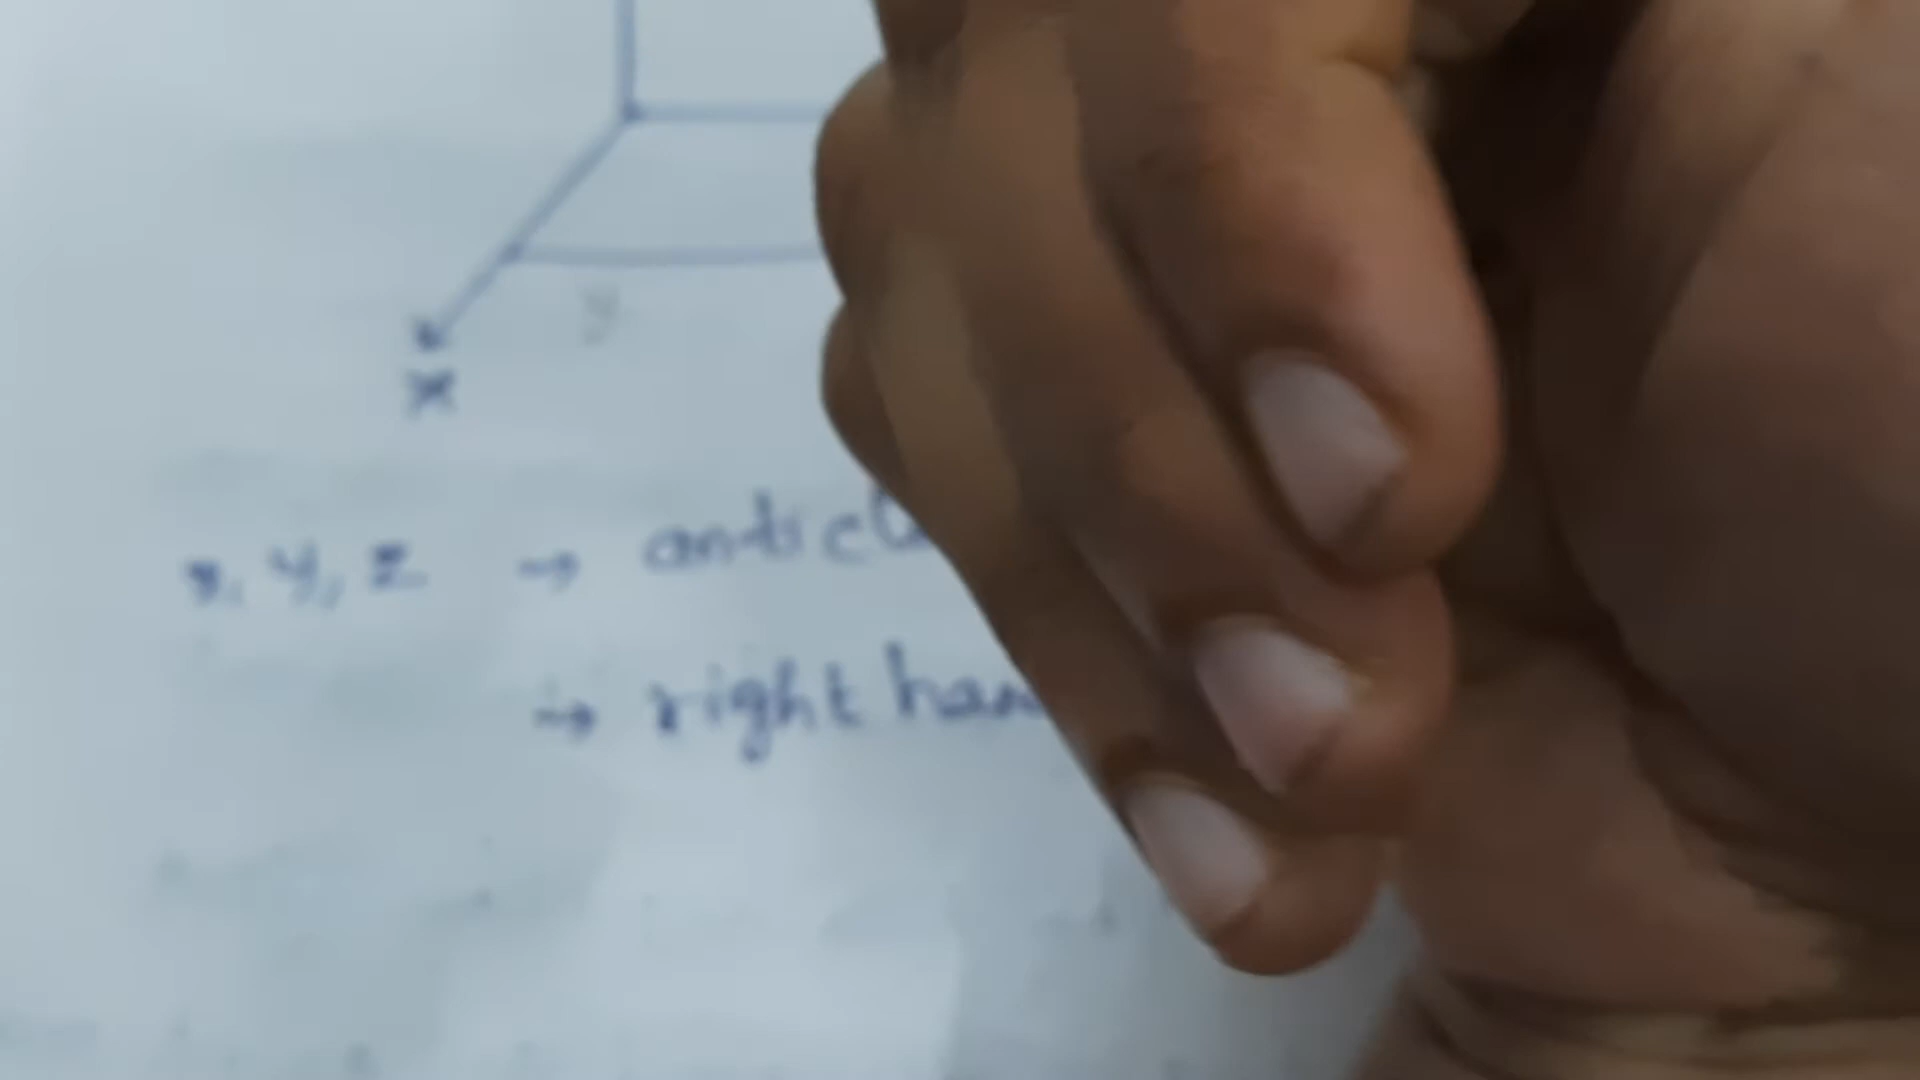 x
x, y, z → anticl
→ right han